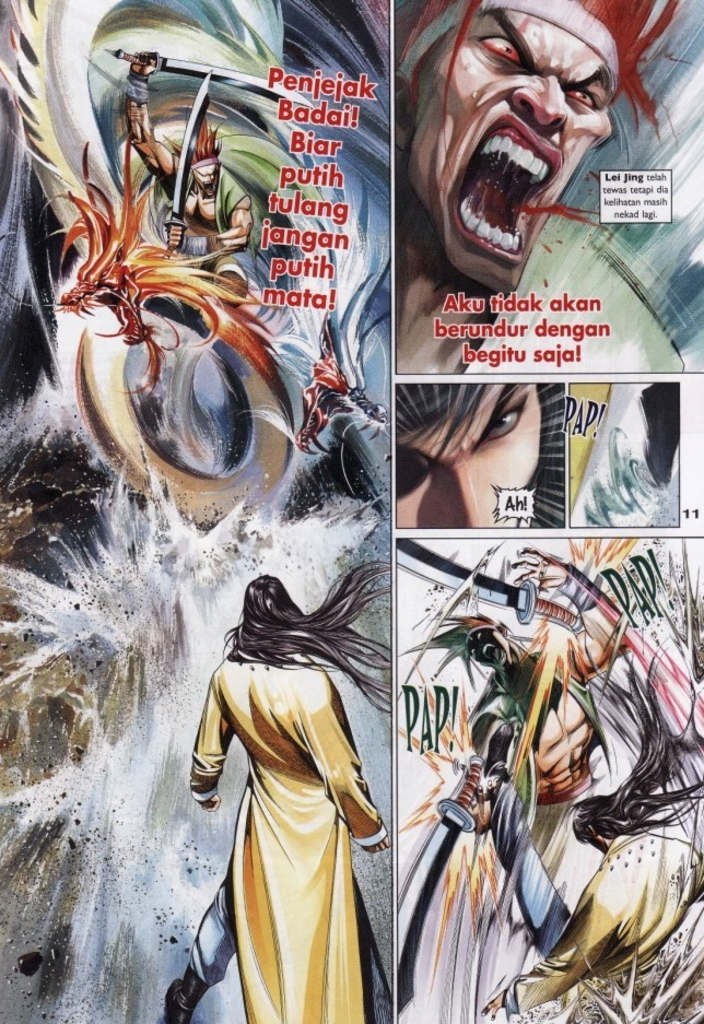 Penjejak
Badai!
Biar
putih
tulang
jangan
putih
mata!
Lei Jing telah
tewas tetapi dia
kelihatan masih
nekad lagi.
Aku tidak akan
berundur dengan
begitu saja!
Ah!
PAP!
11
PAP!
PAP!